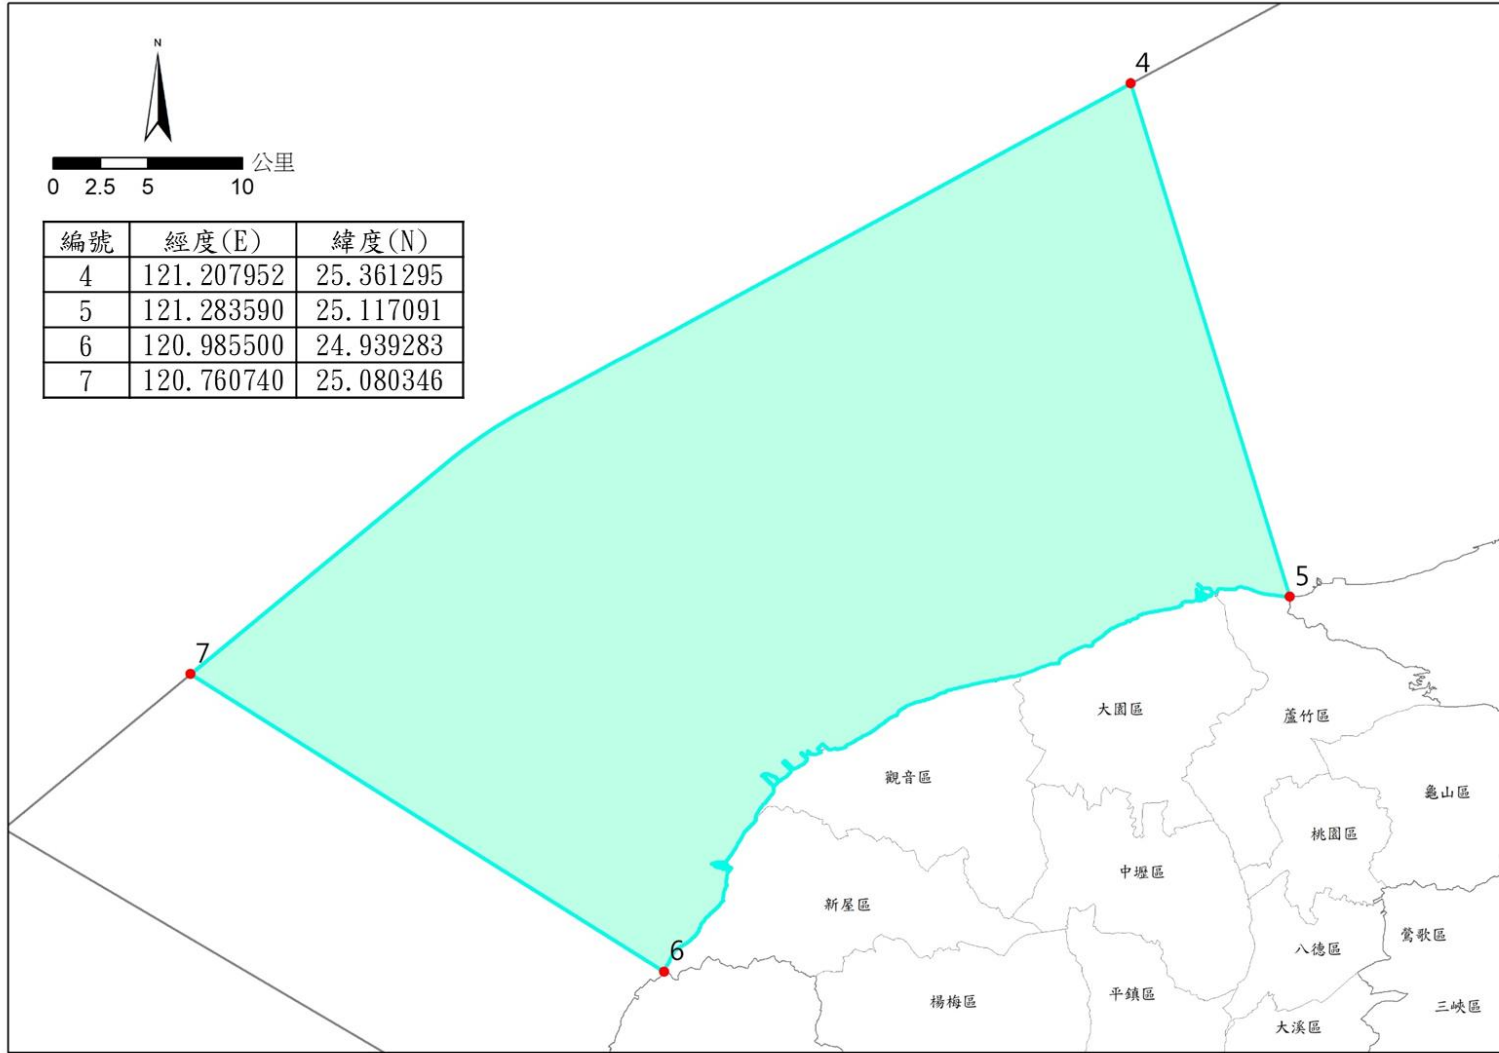 N
公里
0 2.5 5 10
編號 經度(E) 緯度(N)
4 121.207952 25.361295
5 121.283590 25.117091
6 120.985500 24.939283
7 120.760740 25.080346
4
5
7
6
大園區
蘆竹區
觀音區
龜山區
桃園區
中壢區
新屋區
八德區
鶯歌區
楊梅區
平鎮區
三峽區
大溪區